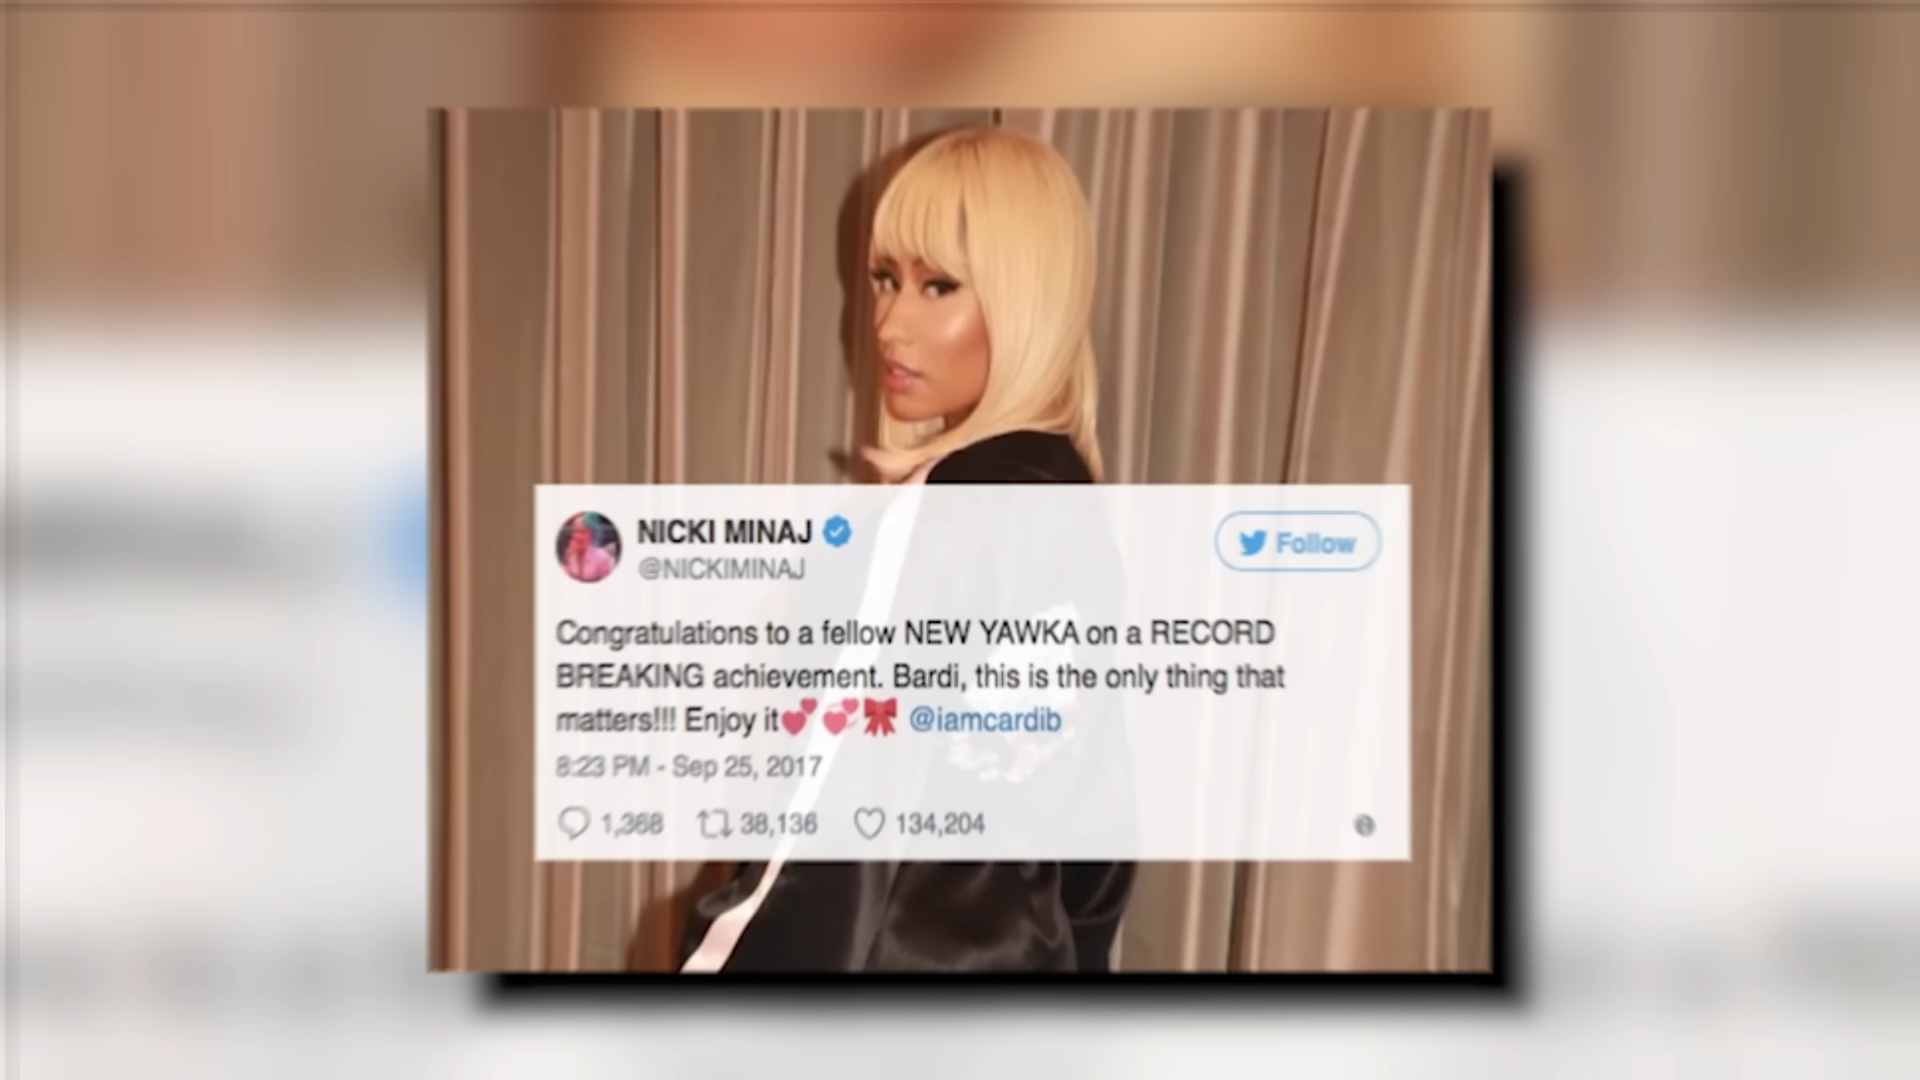 NICKI MINAJ
@NICKIMINAJ
Follow
Congratulations to a fellow NEW YAWKA on a RECORD
BREAKING achievement. Bardi, this is the only thing that
matters!!! Enjoy it💕💞🎀 @iamcardib
8:23 PM - Sep 25, 2017
1,368 38,136 134,204